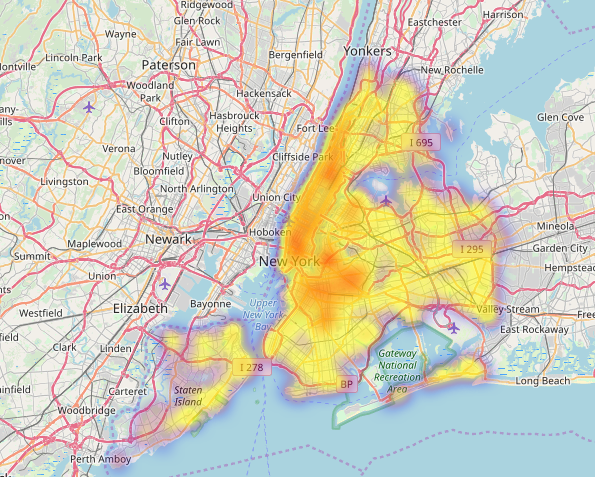 Ridgewood
Harrison
Glen Rock
Eastchester
Wayne
Fair Lawn
Yonkers
Lincoln Park
Bergenfield
Montville
Paterson
New Rochelle
Woodland
Park
Hackensack
Hasbrouck
Heights
Clifton
Fort Lee
Glen Cove
I 695
Verona
Nutley
Cliffside Park
Bloomfield
Livingston
North Arlington
Union City
East Orange
Mineola
Maplewood
Newark
Hoboken
I 295
Garden City
Summit
New York
Hempstead
Union
Bayonne
Upper
New York
Bay
Elizabeth
Westfield
Valley Stream
East Rockaway
Clark
Linden
Gateway
National
Recreation
Area
I 278
BP
Long Beach
Carteret
Staten
Island
Woodbridge
Perth Amboy